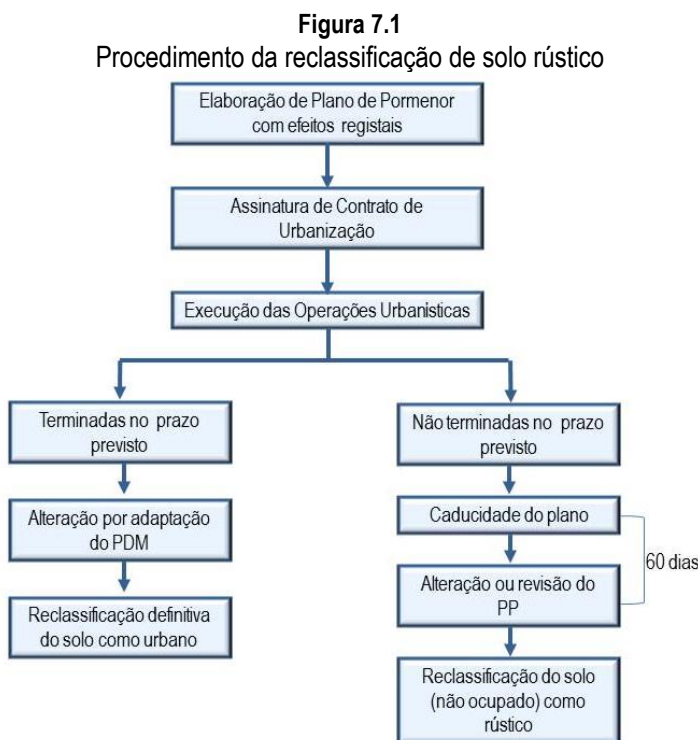 Figura 7.1
Procedimento da reclassificação de solo rústico
Elaboração de Plano de Pormenor
com efeitos registais
Assinatura de Contrato de
Urbanização
Execução das Operações Urbanísticas
Terminadas no prazo
previsto
Alteração por adaptação
do PDM
Reclassificação definitiva
do solo como urbano
Não terminadas no prazo
previsto
Caducidade do plano
60 dias
Alteração ou revisão do
PP
Reclassificação do solo
(não ocupado) como
rústico